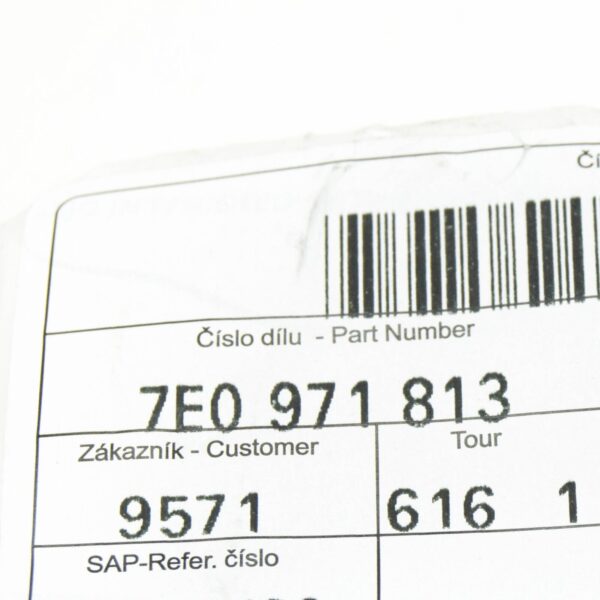 Čí
Číslo dílu - Part Number
7E0 971 813
Zákazník - Customer
Tour
9571
616 1
SAP-Refer. číslo